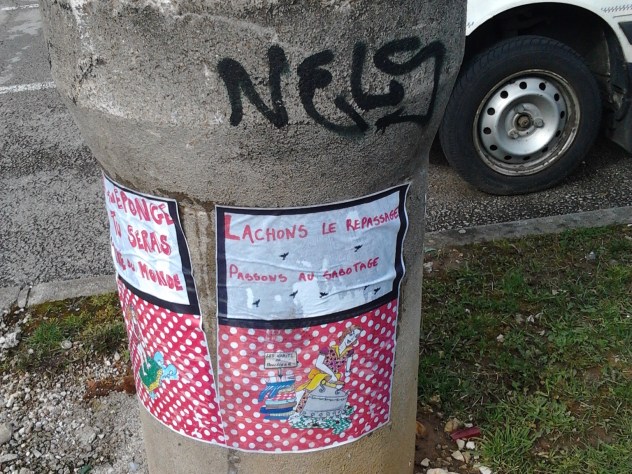 NELS
ÉPONGE
TU SERAS
DU MONDE
LACHONS LE REPASSAGE
PASSONS AU SABOTAGE